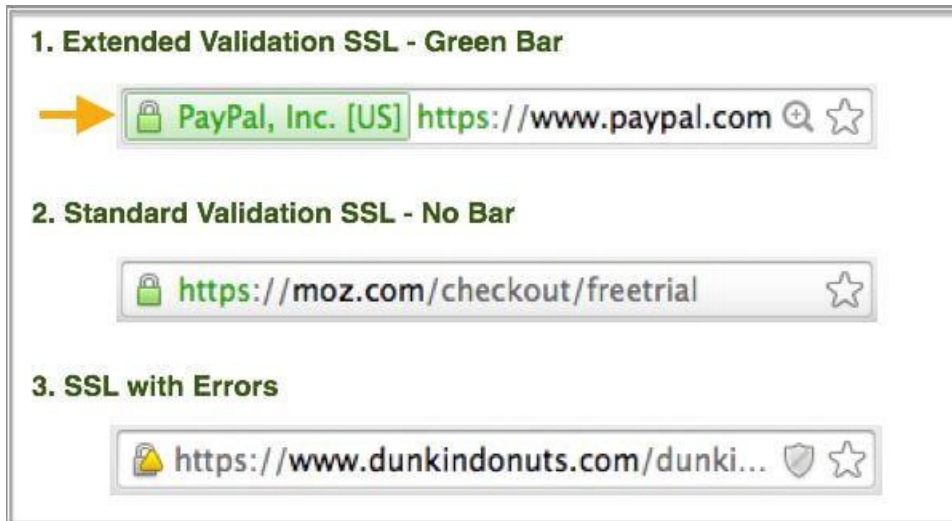 1. Extended Validation SSL - Green Bar
PayPal, Inc. [US] https://www.paypal.com
2. Standard Validation SSL - No Bar
https://moz.com/checkout/freetrial
3. SSL with Errors
https://www.dunkindonuts.com/dunki...